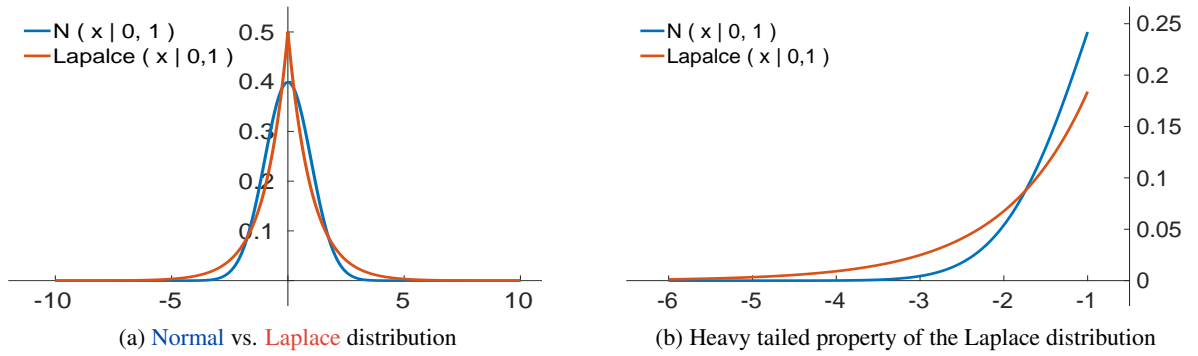 N ( x | 0, 1 )
Lapalce ( x | 0,1 )
0.5
0.4
0.3
0.2
0.1
-10 -5 5 10
(a) Normal vs. Laplace distribution
N ( x | 0, 1 )
Lapalce ( x | 0,1)
0.25
0.2
0.15
0.1
0.05
0
-6 -5 -4 -3 -2 -1
(b) Heavy tailed property of the Laplace distribution